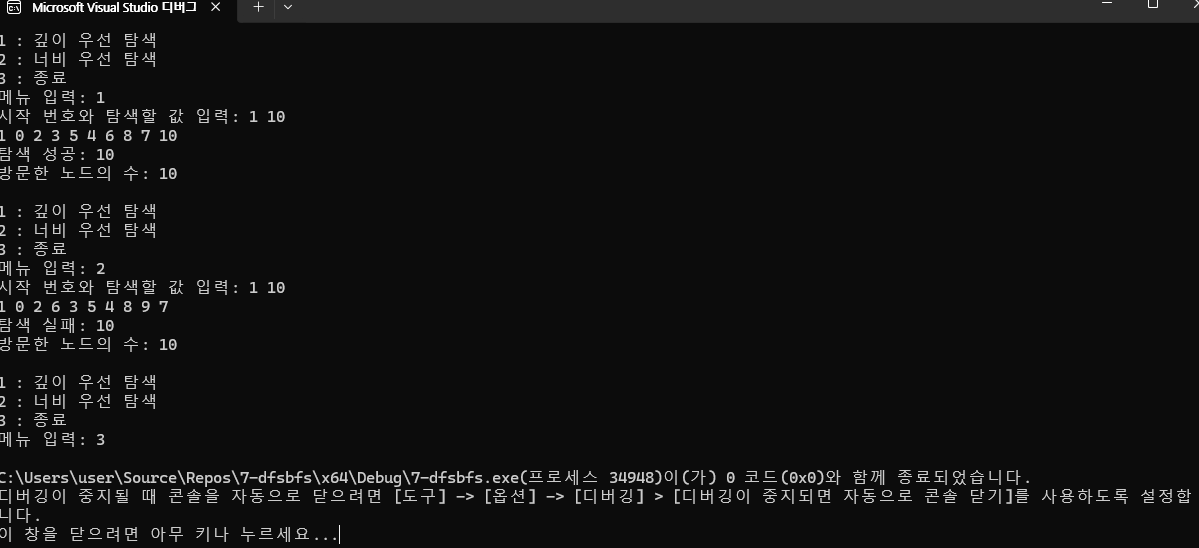 Microsoft Visual Studio 디버그
1 : 깊이 우선 탐색
2 : 너비 우선 탐색
3 : 종료
메뉴 입력: 1
시작 번호와 탐색할 값 입력: 1 10
1 0 2 3 5 4 6 8 7 10
탐색 성공: 10
방문한 노드의 수: 10
1 : 깊이 우선 탐색
2 : 너비 우선 탐색
3 : 종료
메뉴 입력: 2
시작 번호와 탐색할 값 입력: 1 10
1 0 2 6 3 5 4 8 9 7
탐색 실패: 10
방문한 노드의 수: 10
1 : 깊이 우선 탐색
2 : 너비 우선 탐색
3 : 종료
메뉴 입력: 3
C:\Users\user\Source\Repos\7-dfsbfs\x64\Debug\7-dfsbfs.exe(프로세스 34948)이(가) 0 코드(0x0)와 함께 종료되었습니다.
디버깅이 중지될 때 콘솔을 자동으로 닫으려면 [도구] -> [옵션] -> [디버깅] > [디버깅이 중지되면 자동으로 콘솔 닫기]를 사용하도록 설정합
니다.
이 창을 닫으려면 아무 키나 누르세요...